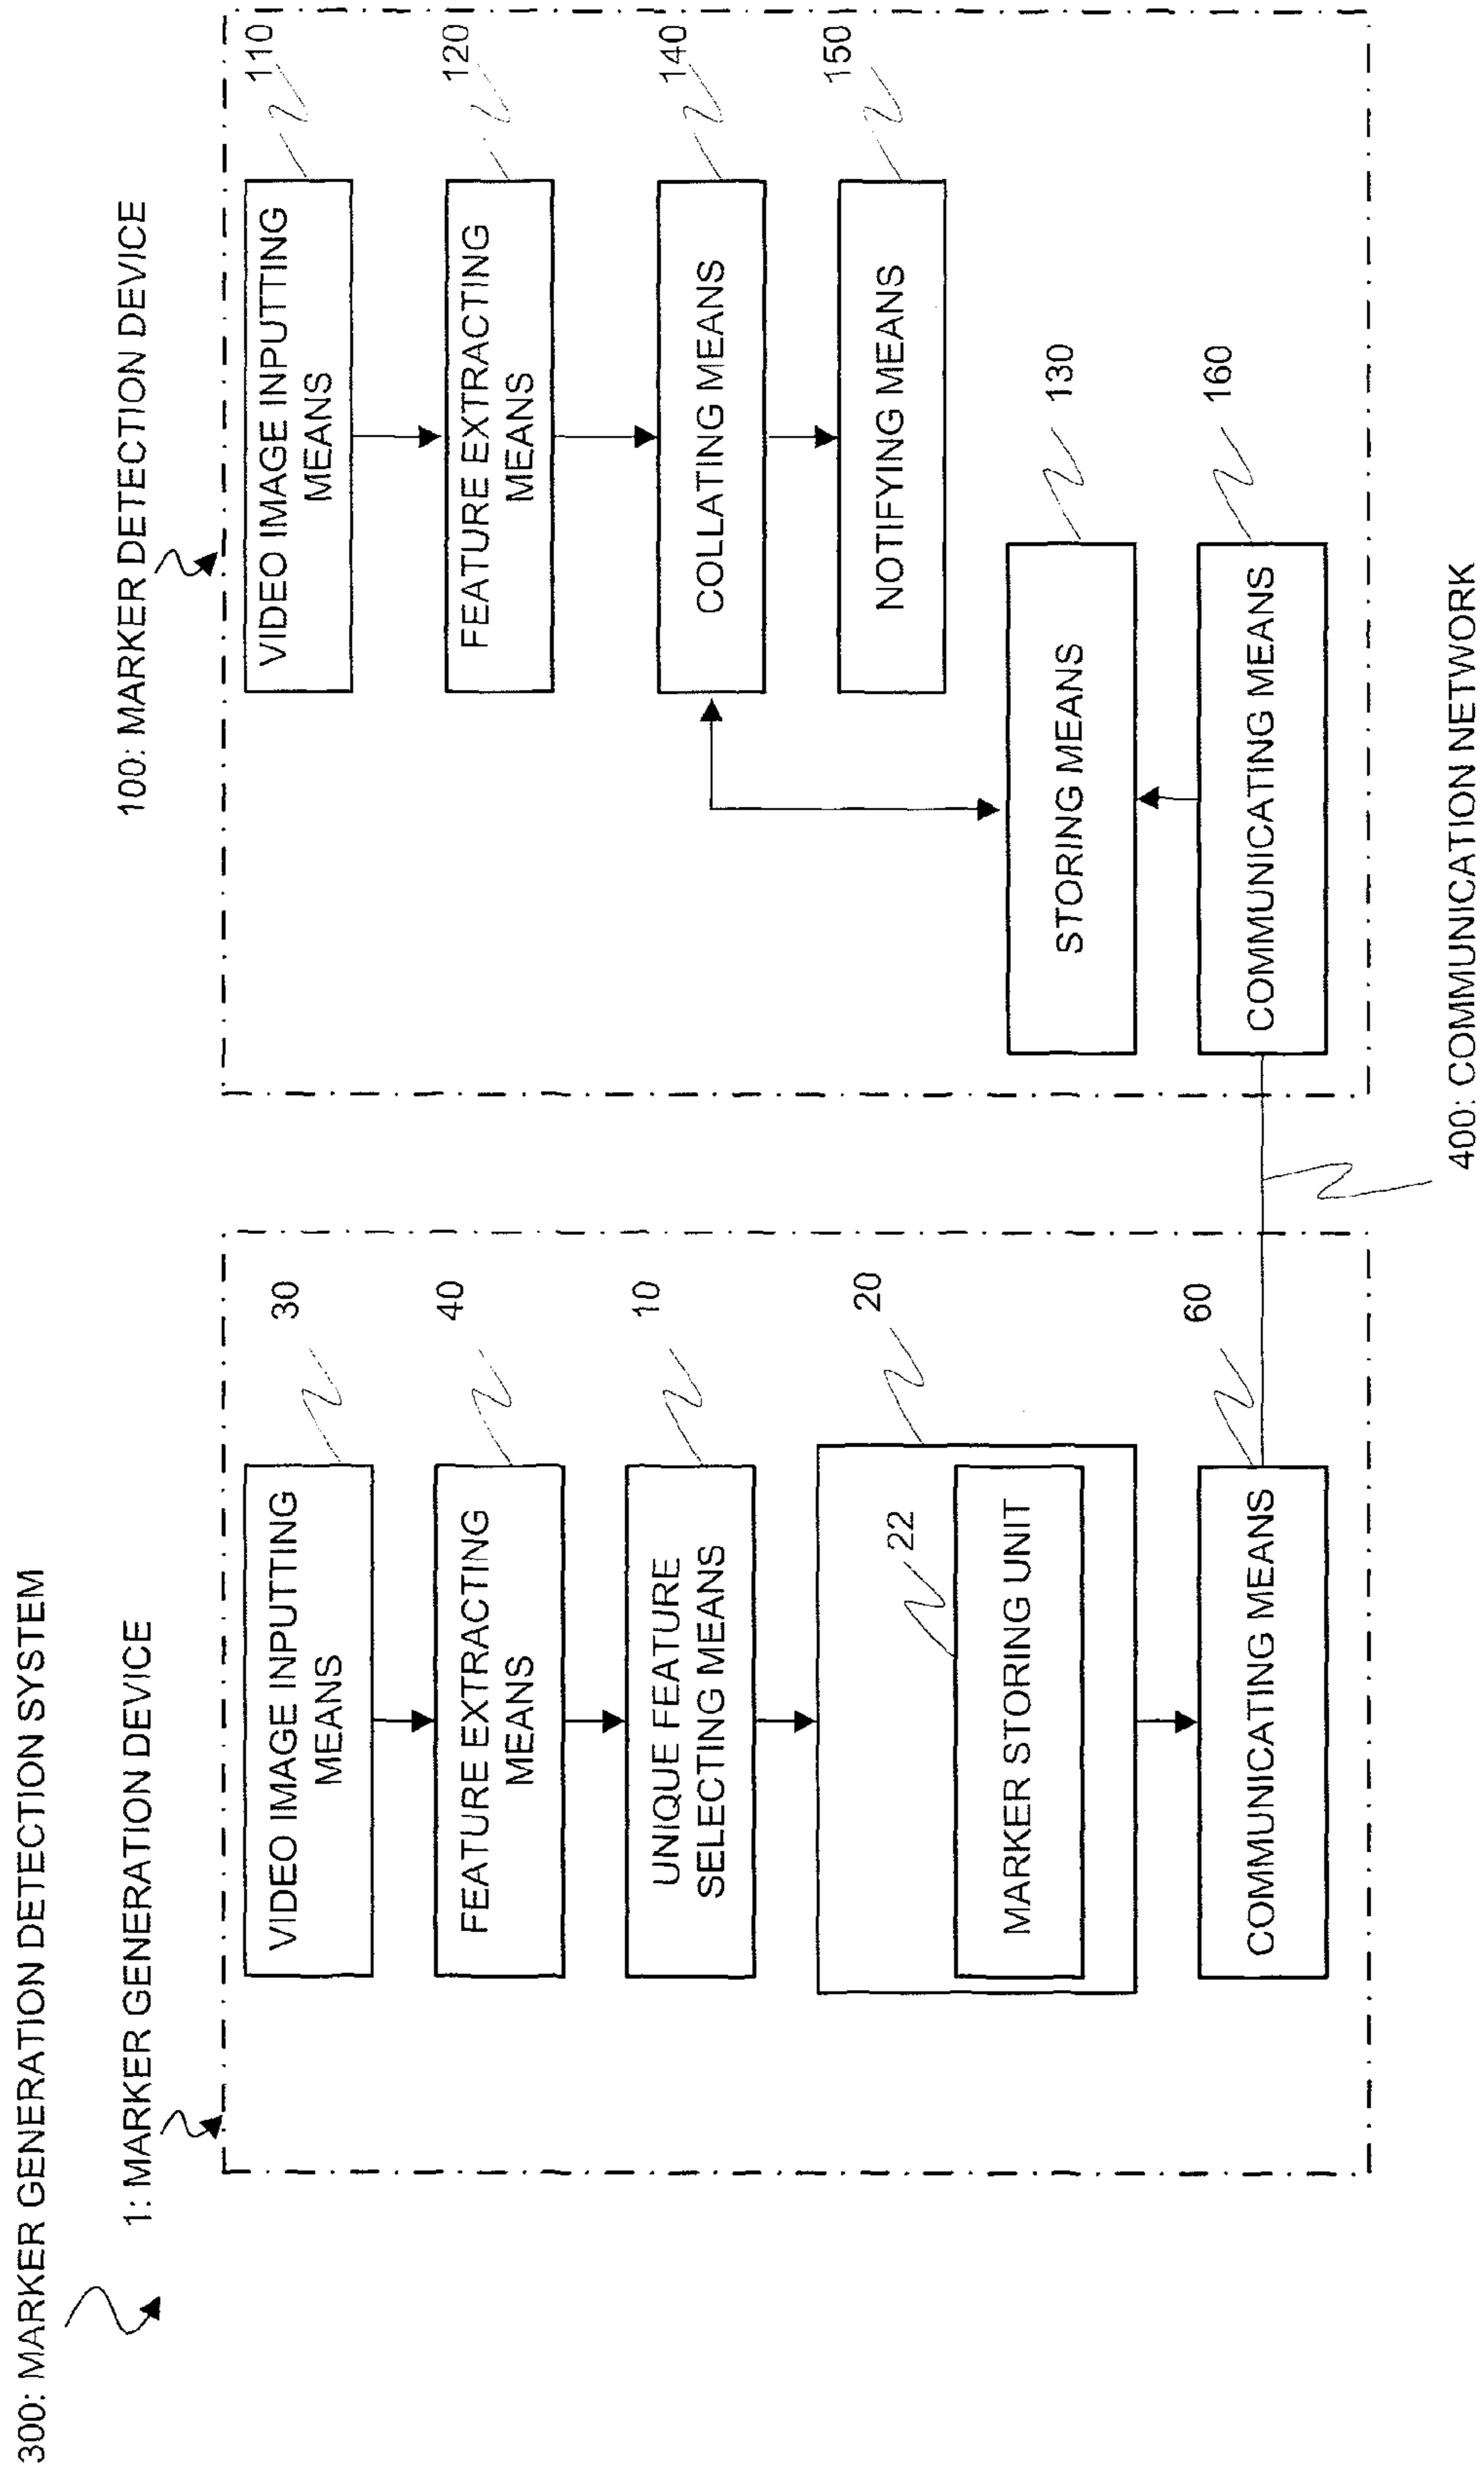 300: MARKER GENERATION DETECTION SYSTEM
1: MARKER GENERATION DEVICE
30
VIDEO IMAGE INPUTTING
MEANS
40
FEATURE EXTRACTING
MEANS
10
UNIQUE FEATURE
SELECTING MEANS
20
22
MARKER STORING UNIT
60
COMMUNICATING MEANS
100: MARKER DETECTION DEVICE
110
VIDEO IMAGE INPUTTING
MEANS
120
FEATURE EXTRACTING
MEANS
140
COLLATING MEANS
150
NOTIFYING MEANS
130
STORING MEANS
160
COMMUNICATING MEANS
400: COMMUNICATION NETWORK